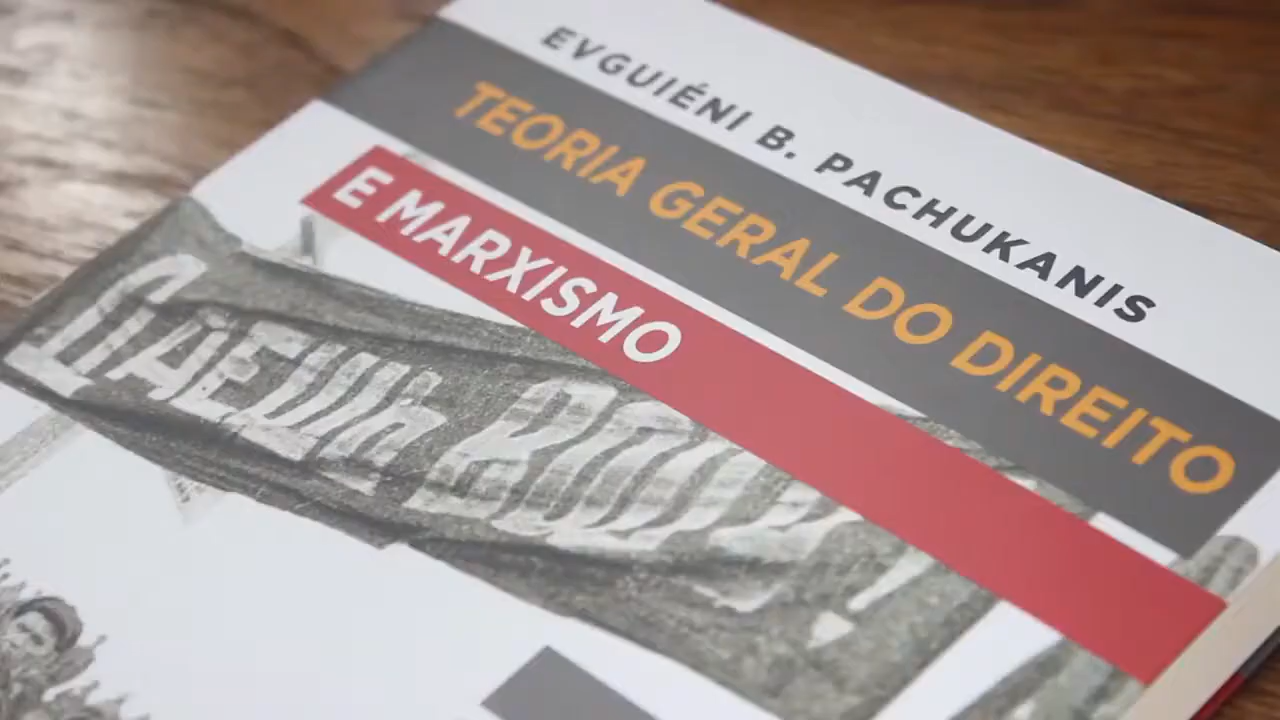 EVGUIÉNI B. PACHUKANIS
TEORIA GERAL DO DIREITO
E MARXISMO